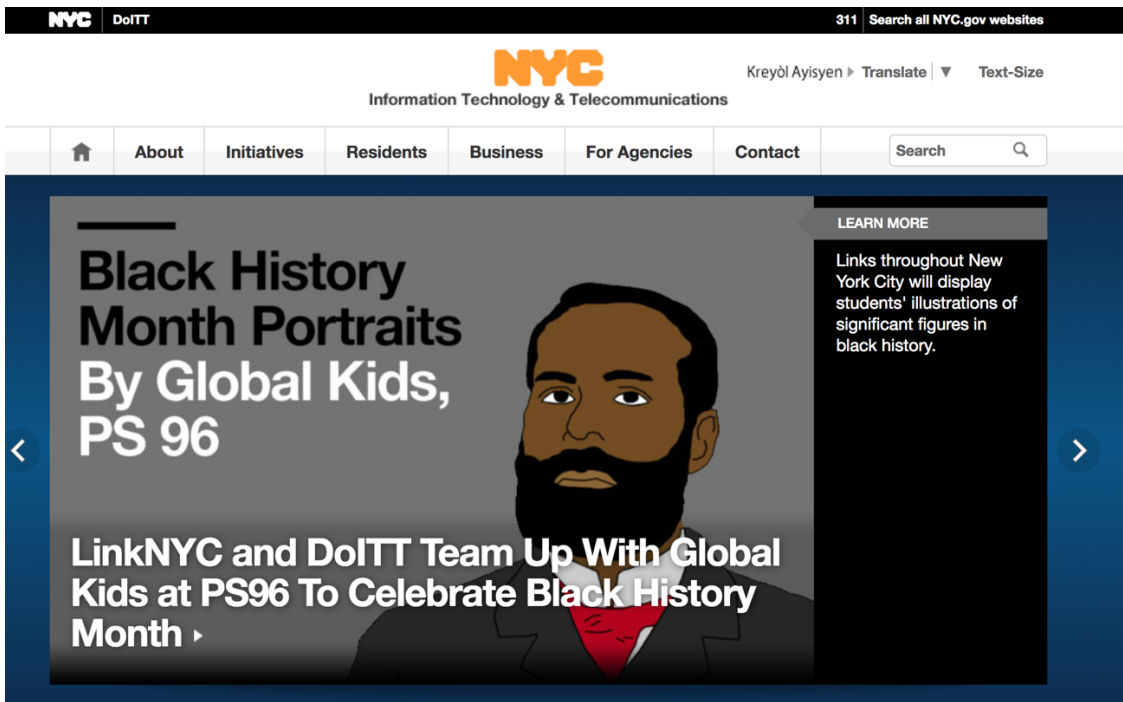 NYC DoITT 311 Search all NYC.gov websites
NYC
Information Technology & Telecommunications
Kreyòl Ayisyen Translate ▼ Text-Size
About Initiatives Residents Business For Agencies Contact Search
Black History
Month Portraits
By Global Kids,
PS 96
LinkNYC and DoITT Team Up With Global
Kids at PS96 To Celebrate Black History
Month
LEARN MORE
Links throughout New
York City will display
students' illustrations of
significant figures in
black history.